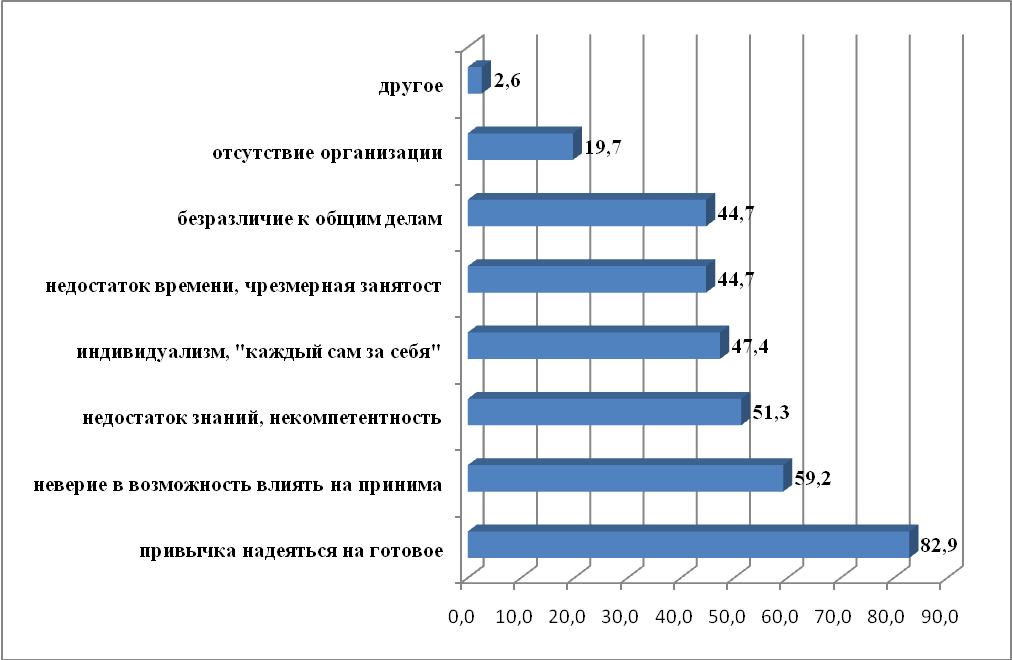 другое
2,6
отсутствие организации
19,7
безразличие к общим делам
44,7
недостаток времени, чрезмерная занятост
44,7
индивидуализм, "каждый сам за себя"
47,4
недостаток знаний, некомпетентность
51,3
неверие в возможность влиять на принима
59,2
привычка надеяться на готовое
82,9
0,0 10,0 20,0 30,0 40,0 50,0 60,0 70,0 80,0 90,0